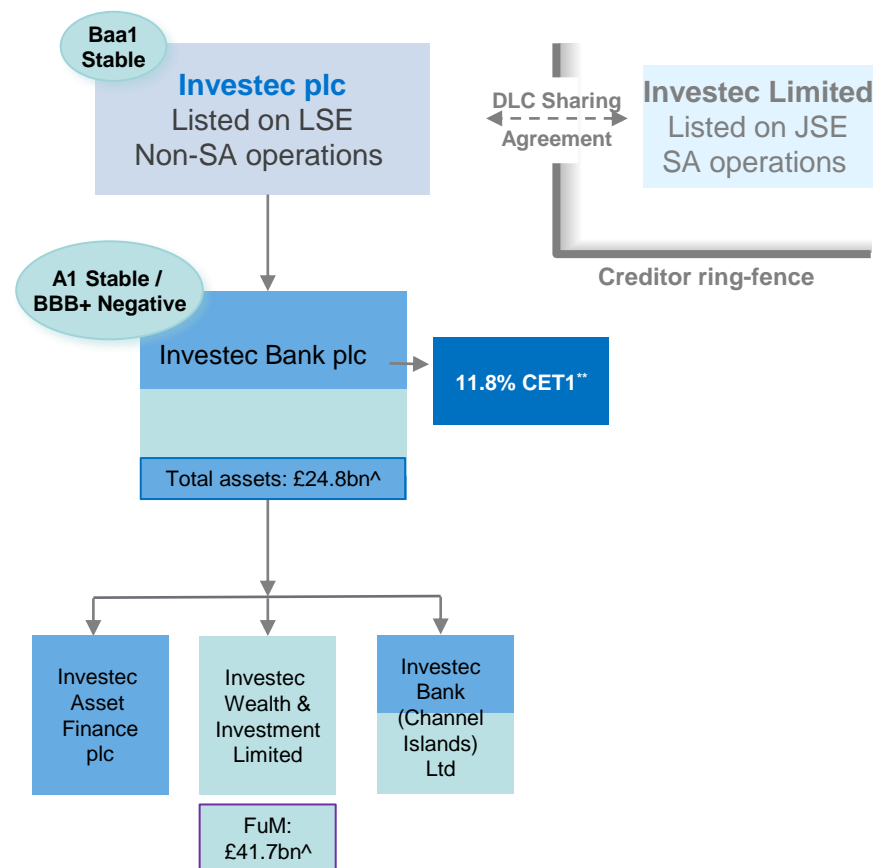 Baa1
Stable
Investec plc
Listed on LSE
Non-SA operations
DLC Sharing
Agreement
Investec Limited
Listed on JSE
SA operations
Creditor ring-fence
A1 Stable /
BBB+ Negative
Investec Bank plc
11.8% CET1**
Total assets: £24.8bn^
Investec
Asset
Finance
plc
Investec
Wealth &
Investment
Limited
Investec
Bank
(Channel
Islands)
Ltd
FuM:
£41.7bn^